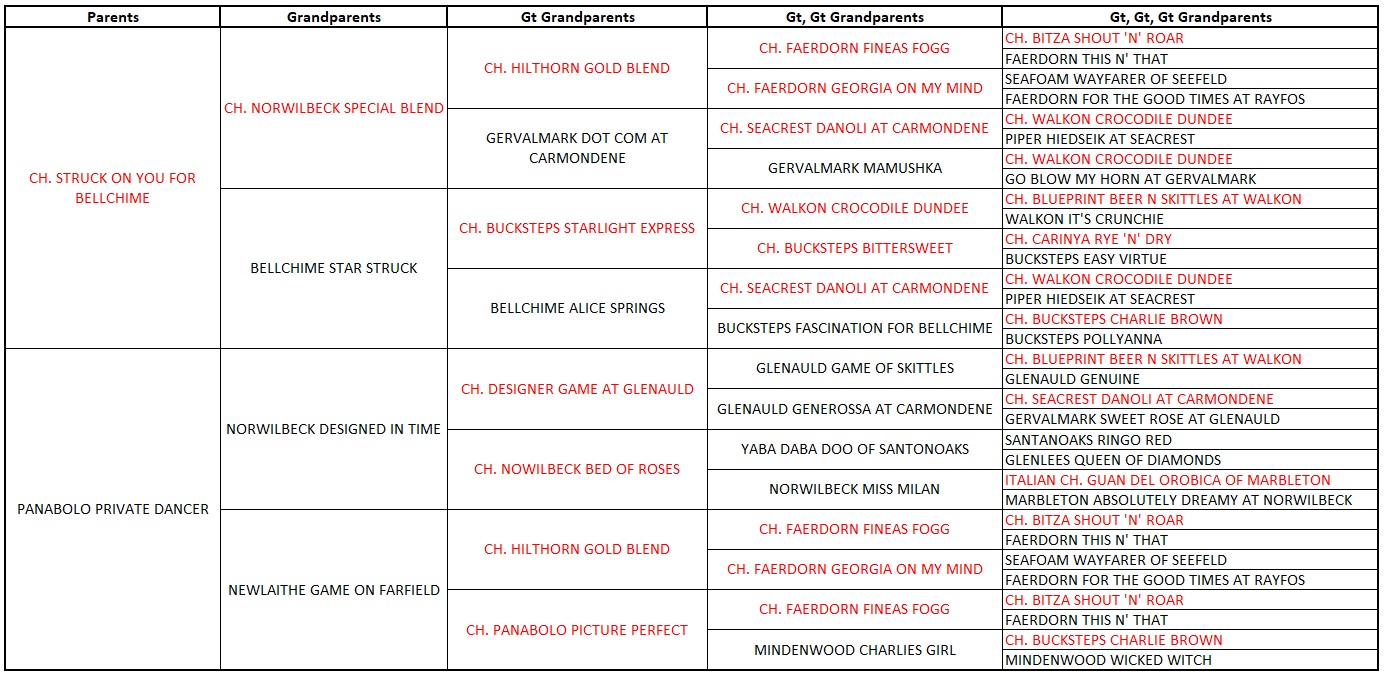 Parents
Grandparents
Gt Grandparents
Gt, Gt Grandparents
Gt, Gt, Gt Grandparents
CH. STRUCK ON YOU FOR
BELLCHIME
CH. NORWILBECK SPECIAL BLEND
CH. HILTHORN GOLD BLEND
CH. FAERDORN FINEAS FOGG
CH. BITZA SHOUT 'N' ROAR
FAERDORN THIS N' THAT
CH. FAERDORN GEORGIA ON MY MIND
SEAFOAM WAYFARER OF SEEFELD
FAERDORN FOR THE GOOD TIMES AT RAYFOS
GERVALMARK DOT COM AT
CARMONDENE
CH. SEACREST DANOLI AT CARMONDENE
CH. WALKON CROCODILE DUNDEE
PIPER HIEDSEIK AT SEACREST
GERVALMARK MAMUSHKA
CH. WALKON CROCODILE DUNDEE
GO BLOW MY HORN AT GERVALMARK
BELLCHIME STAR STRUCK
CH. BUCKSTEPS STARLIGHT EXPRESS
CH. WALKON CROCODILE DUNDEE
CH. BLUEPRINT BEER N SKITTLES AT WALKON
WALKON IT'S CRUNCHIE
CH. BUCKSTEPS BITTERSWEET
CH. CARINYA RYE 'N' DRY
BUCKSTEPS EASY VIRTUE
BELLCHIME ALICE SPRINGS
CH. SEACREST DANOLI AT CARMONDENE
CH. WALKON CROCODILE DUNDEE
PIPER HIEDSEIK AT SEACREST
BUCKSTEPS FASCINATION FOR BELLCHIME
CH. BUCKSTEPS CHARLIE BROWN
BUCKSTEPS POLLYANNA
PANABOLO PRIVATE DANCER
NORWILBECK DESIGNED IN TIME
CH. DESIGNER GAME AT GLENAULD
GLENAULD GAME OF SKITTLES
CH. BLUEPRINT BEER N SKITTLES AT WALKON
GLENAULD GENUINE
GLENAULD GENEROSSA AT CARMONDENE
CH. SEACREST DANOLI AT CARMONDENE
GERVALMARK SWEET ROSE AT GLENAULD
CH. NOWILBECK BED OF ROSES
YABA DABA DOO OF SANTONOAKS
SANTANOAKS RINGO RED
GLENLEES QUEEN OF DIAMONDS
NORWILBECK MISS MILAN
ITALIAN CH. GUAN DEL OROBICA OF MARBLETON
MARBLETON ABSOLUTELY DREAMY AT NORWILBECK
NEWLAITHE GAME ON FARFIELD
CH. HILTHORN GOLD BLEND
CH. FAERDORN FINEAS FOGG
CH. BITZA SHOUT 'N' ROAR
FAERDORN THIS N' THAT
CH. FAERDORN GEORGIA ON MY MIND
SEAFOAM WAYFARER OF SEEFELD
FAERDORN FOR THE GOOD TIMES AT RAYFOS
CH. PANABOLO PICTURE PERFECT
CH. FAERDORN FINEAS FOGG
CH. BITZA SHOUT 'N' ROAR
FAERDORN THIS N' THAT
MINDENWOOD CHARLIES GIRL
CH. BUCKSTEPS CHARLIE BROWN
MINDENWOOD WICKED WITCH